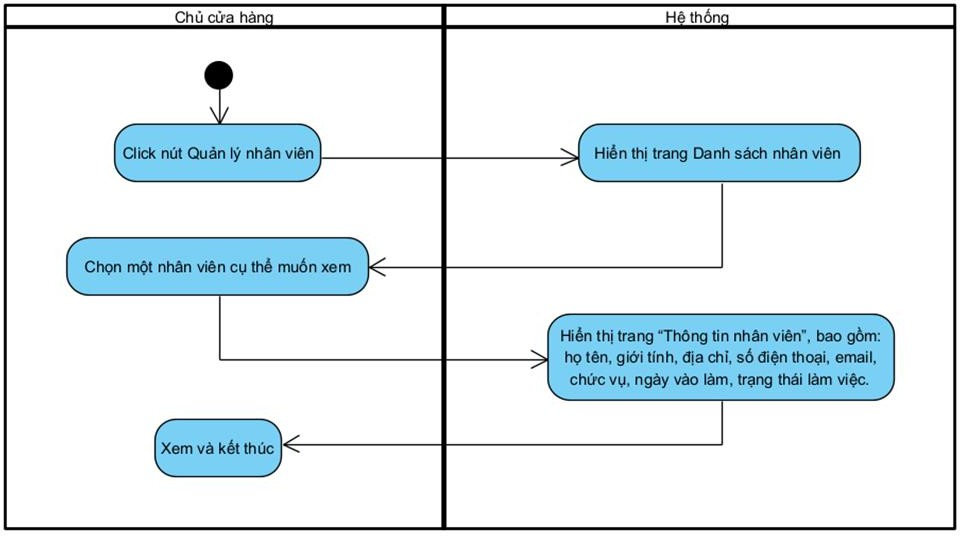 Chủ cửa hàng
Hệ thống
Click nút Quản lý nhân viên
Hiển thị trang Danh sách nhân viên
Chọn một nhân viên cụ thể muốn xem
Hiển thị trang “Thông tin nhân viên”, bao gồm:
họ tên, giới tính, địa chỉ, số điện thoại, email,
chức vụ, ngày vào làm, trạng thái làm việc.
Xem và kết thúc